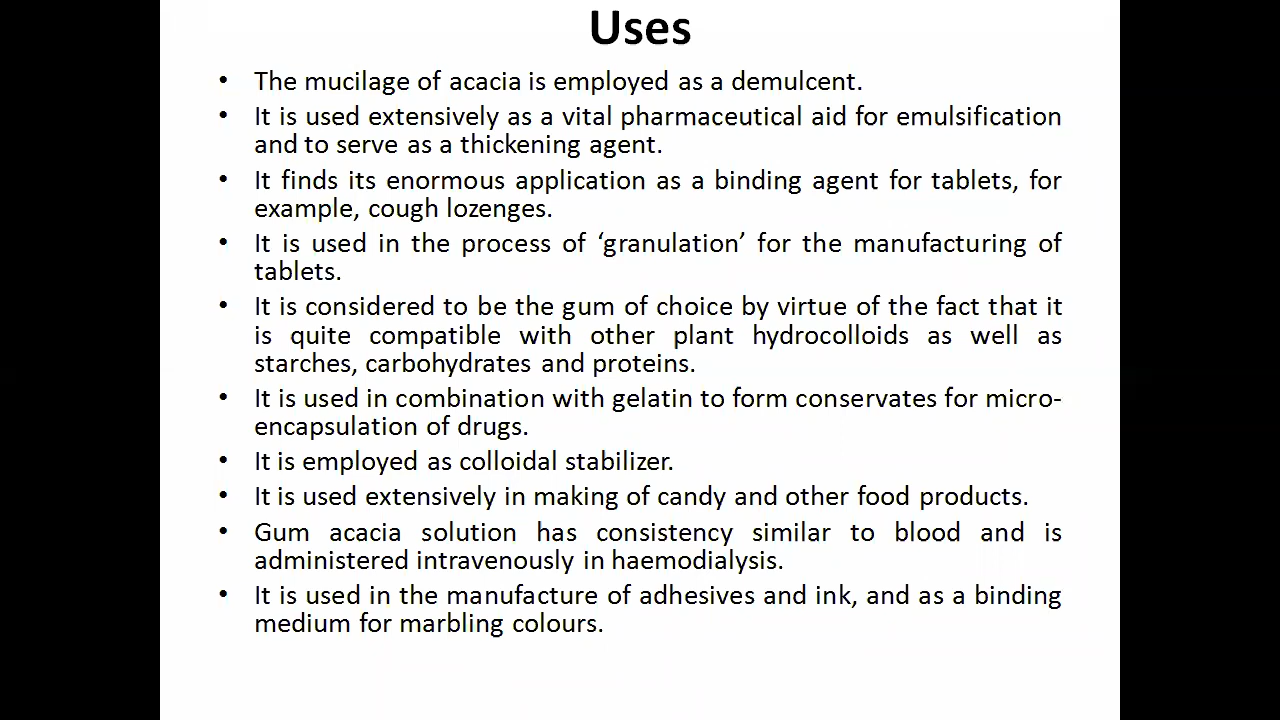 Uses
• The mucilage of acacia is employed as a demulcent.
• It is used extensively as a vital pharmaceutical aid for emulsification
and to serve as a thickening agent.
• It finds its enormous application as a binding agent for tablets, for
example, cough lozenges.
• It is used in the process of ‘granulation’ for the manufacturing of
tablets.
• It is considered to be the gum of choice by virtue of the fact that it
is quite compatible with other plant hydrocolloids as well as
starches, carbohydrates and proteins.
• It is used in combination with gelatin to form conservates for micro-
encapsulation of drugs.
• It is employed as colloidal stabilizer.
• It is used extensively in making of candy and other food products.
• Gum acacia solution has consistency similar to blood and is
administered intravenously in haemodialysis.
• It is used in the manufacture of adhesives and ink, and as a binding
medium for marbling colours.